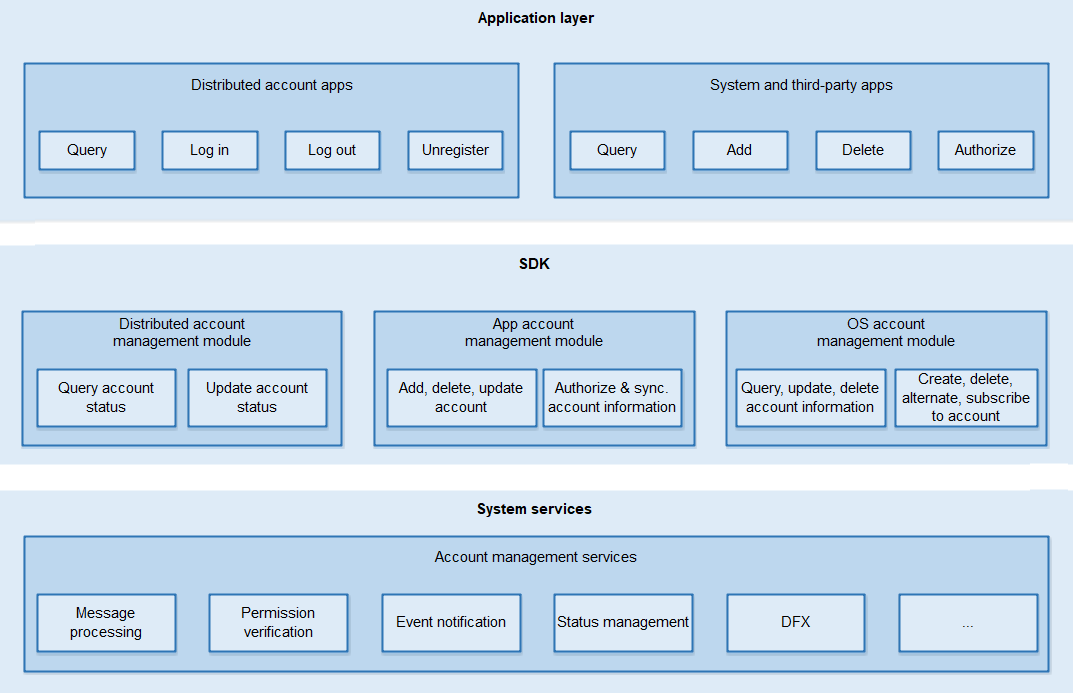 Application layer
Distributed account apps
Query
Log in
Log out
Unregister
System and third-party apps
Query
Add
Delete
Authorize
SDK
Distributed account
management module
Query account
status
Update account
status
App account
management module
Add, delete, update
account
Authorize & sync.
account information
OS account
management module
Query, update, delete
account information
Create, delete,
alternate, subscribe
to account
System services
Account management services
Message
processing
Permission
verification
Event notification
Status management
DFX
...